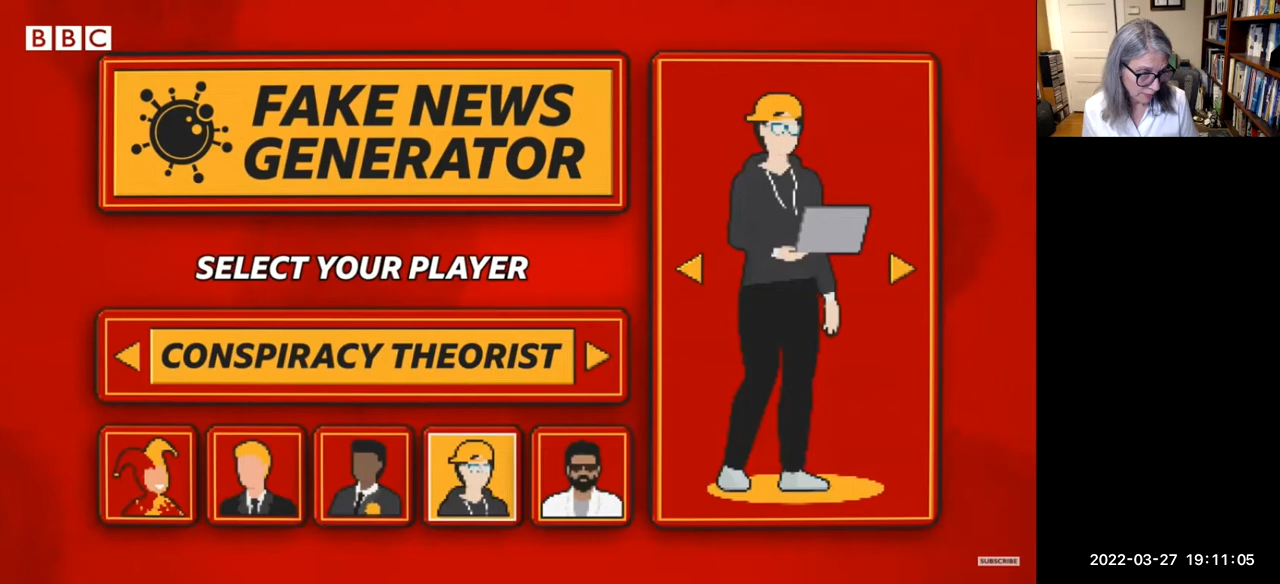 BBC
FAKE NEWS
GENERATOR
SELECT YOUR PLAYER
CONSPIRACY THEORIST
SUBSCRIBE
2022-03-27 19:11:05